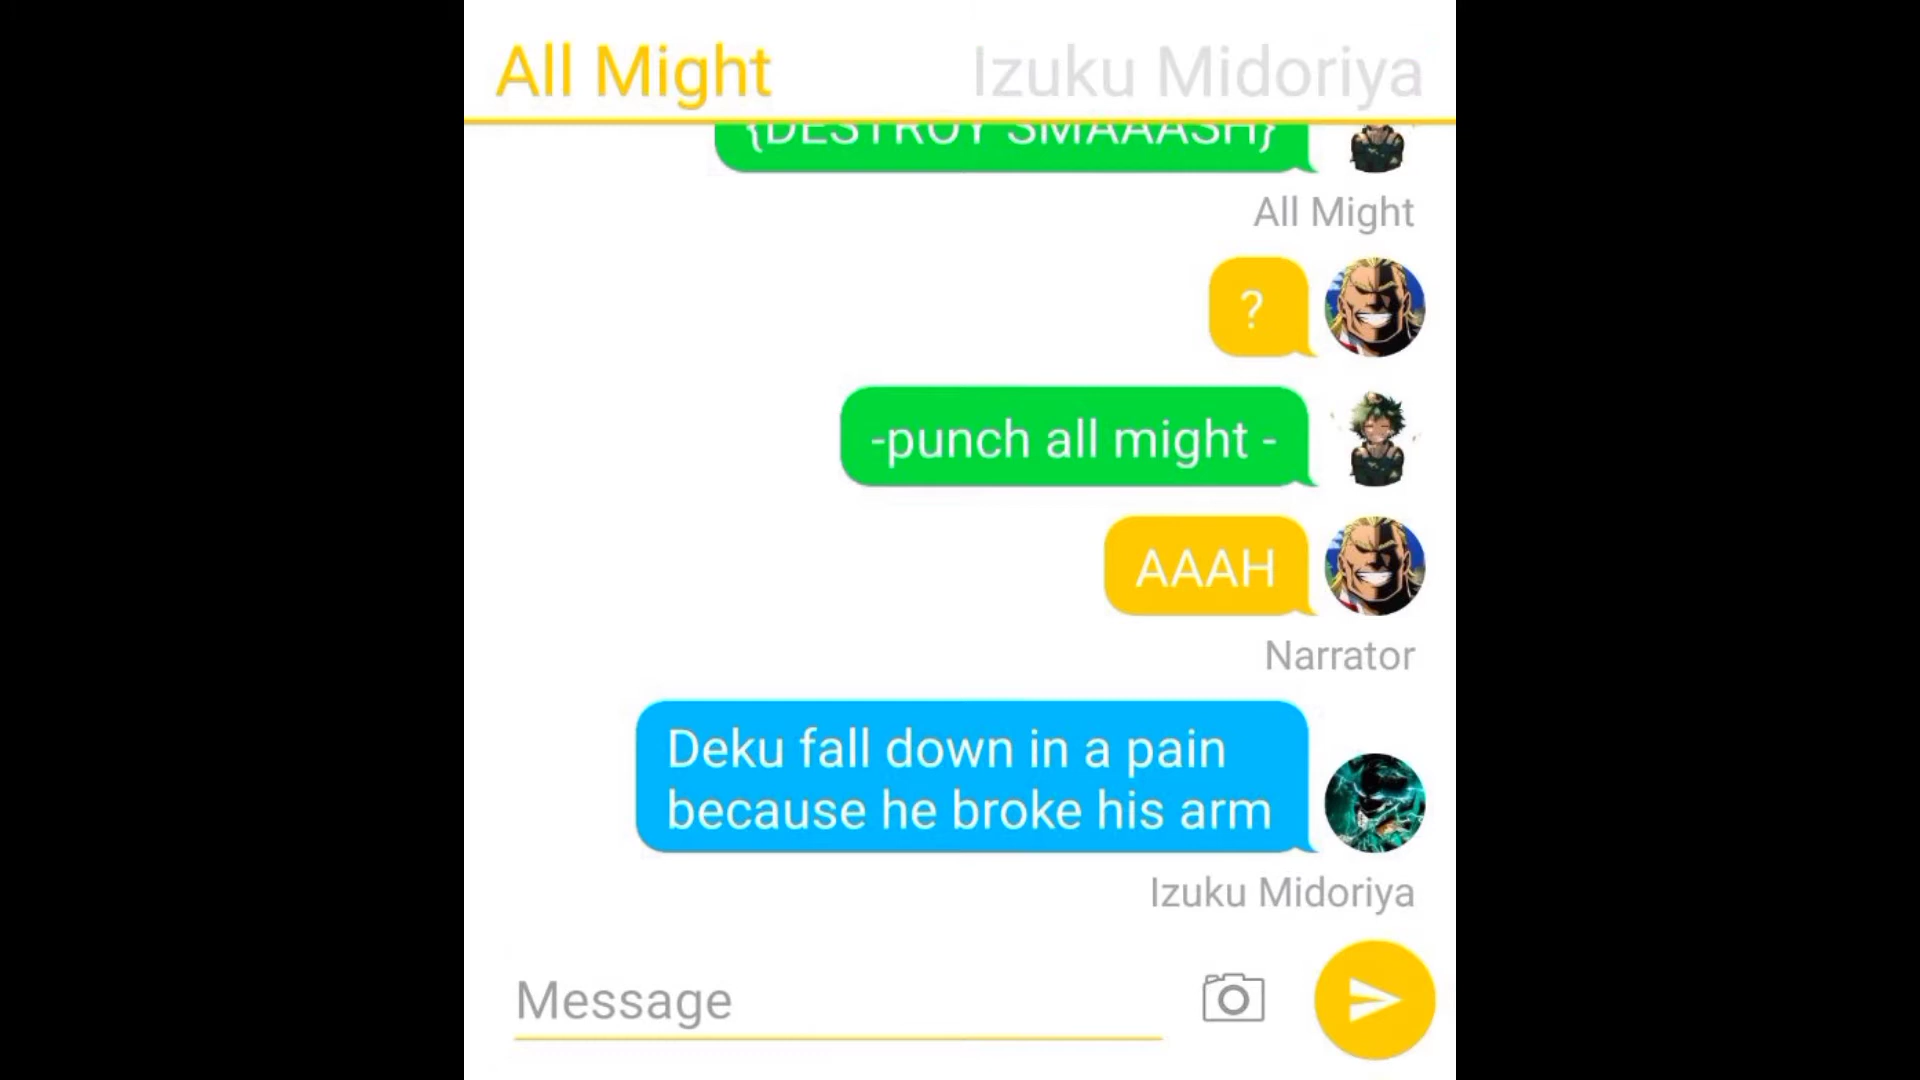 All Might
Izuku Midoriya
{DESTROY SMAAASH}
All Might
?
-punch all might -
AAAH
Narrator
Deku fall down in a pain
because he broke his arm
Izuku Midoriya
Message